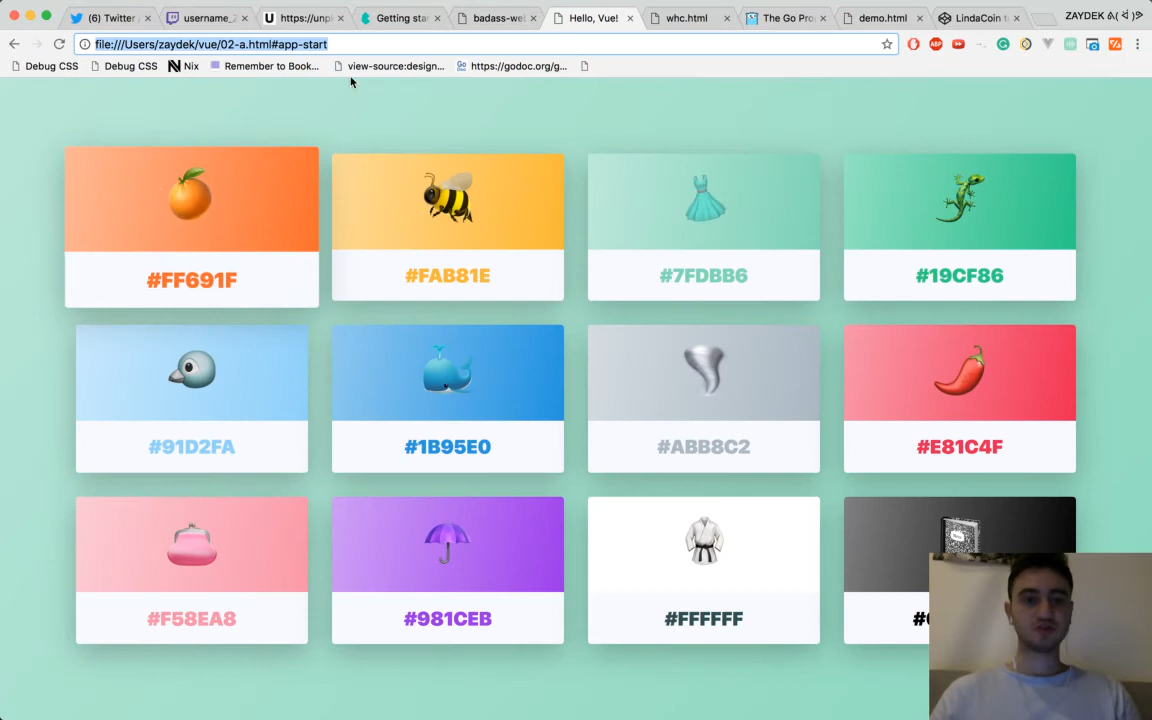 (6) Twitter
username_
https://unp
Getting sta
badass-we
Hello, Vue!
whc.html
The Go Pro
demo.html
LindaCoin t
ZAYDEK
file:///Users/zaydek/vue/02-a.html#app-start
ABP
Debug CSS
Debug CSS
Nix
Remember to Book...
view-source:design...
https://godoc.org/g...
#FF691F
#FAB81E
#7FDBB6
#19CF86
#91D2FA
#1B95E0
#ABB8C2
#E81C4F
#F58EA8
#981CEB
#FFFFFF